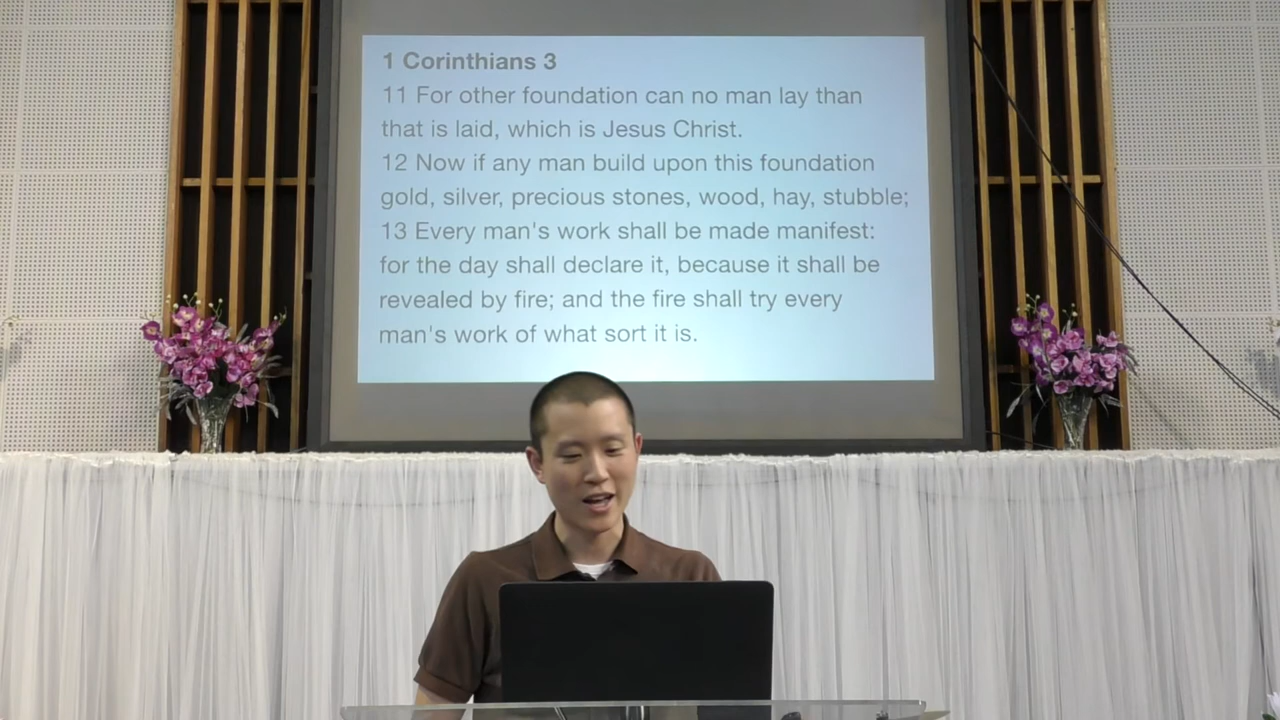 1 Corinthians 3
11 For other foundation can no man lay than
that is laid, which is Jesus Christ.
12 Now if any man build upon this foundation
gold, silver, precious stones, wood, hay, stubble;
13 Every man's work shall be made manifest:
for the day shall declare it, because it shall be
revealed by fire; and the fire shall try every
man's work of what sort it is.